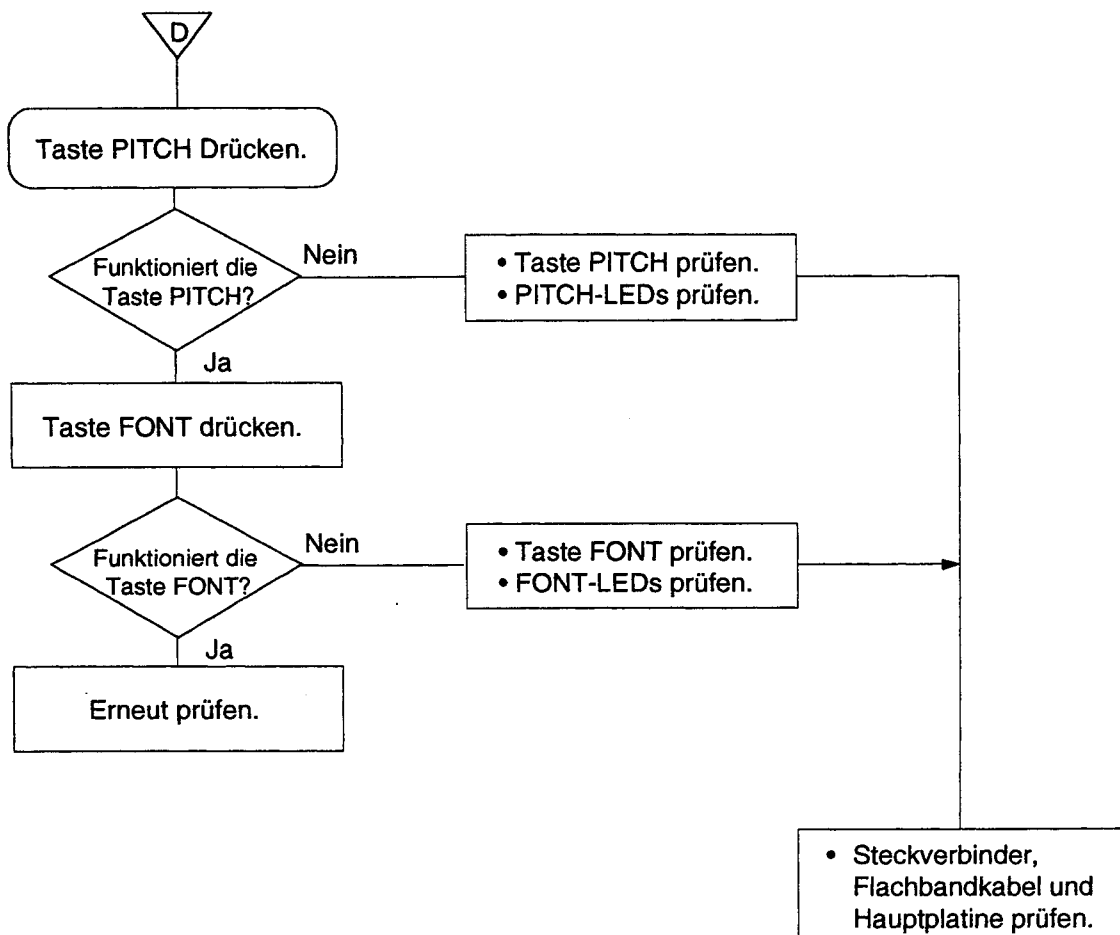 D
Taste PITCH Drücken.
Funktioniert die
Taste PITCH?
Nein
• Taste PITCH prüfen.
• PITCH-LEDs prüfen.
Ja
Taste FONT drücken.
Funktioniert die
Taste FONT?
Nein
• Taste FONT prüfen.
• FONT-LEDs prüfen.
Ja
Erneut prüfen.
• Steckverbinder,
Flachbandkabel und
Hauptplatine prüfen.